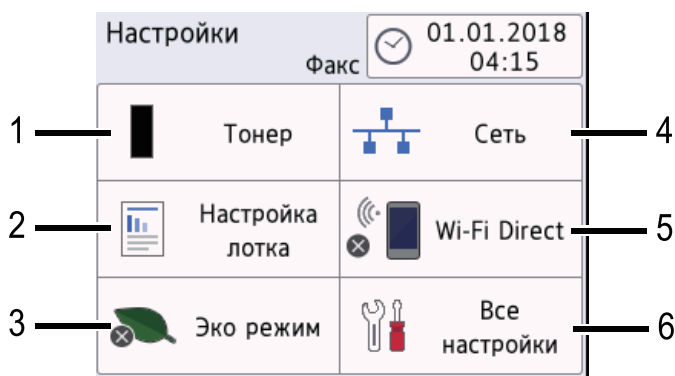 Настройки
Факс
01.01.2018
04:15
1
Тонер
Сеть
4
2
Настройка
лотка
Wi-Fi Direct
5
3
Эко режим
Все
настройки
6